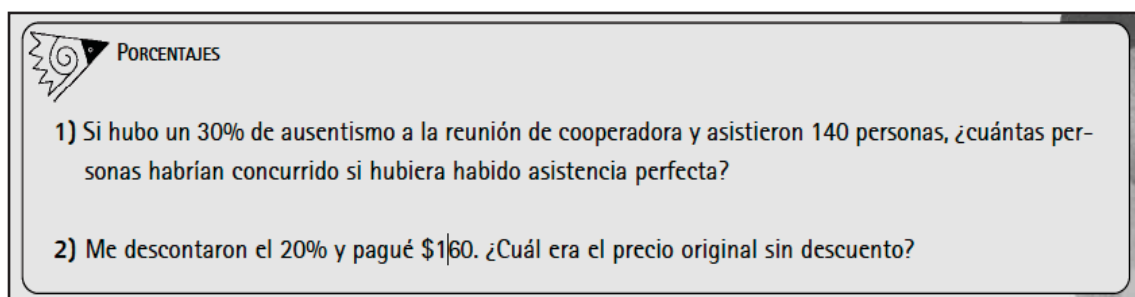 PORCENTAJES
1) Si hubo un 30% de ausentismo a la reunión de cooperadora y asistieron 140 personas, ¿cuántas per-
sonas habrían concurrido si hubiera habido asistencia perfecta?
2) Me descontaron el 20% y pagué $160. ¿Cuál era el precio original sin descuento?